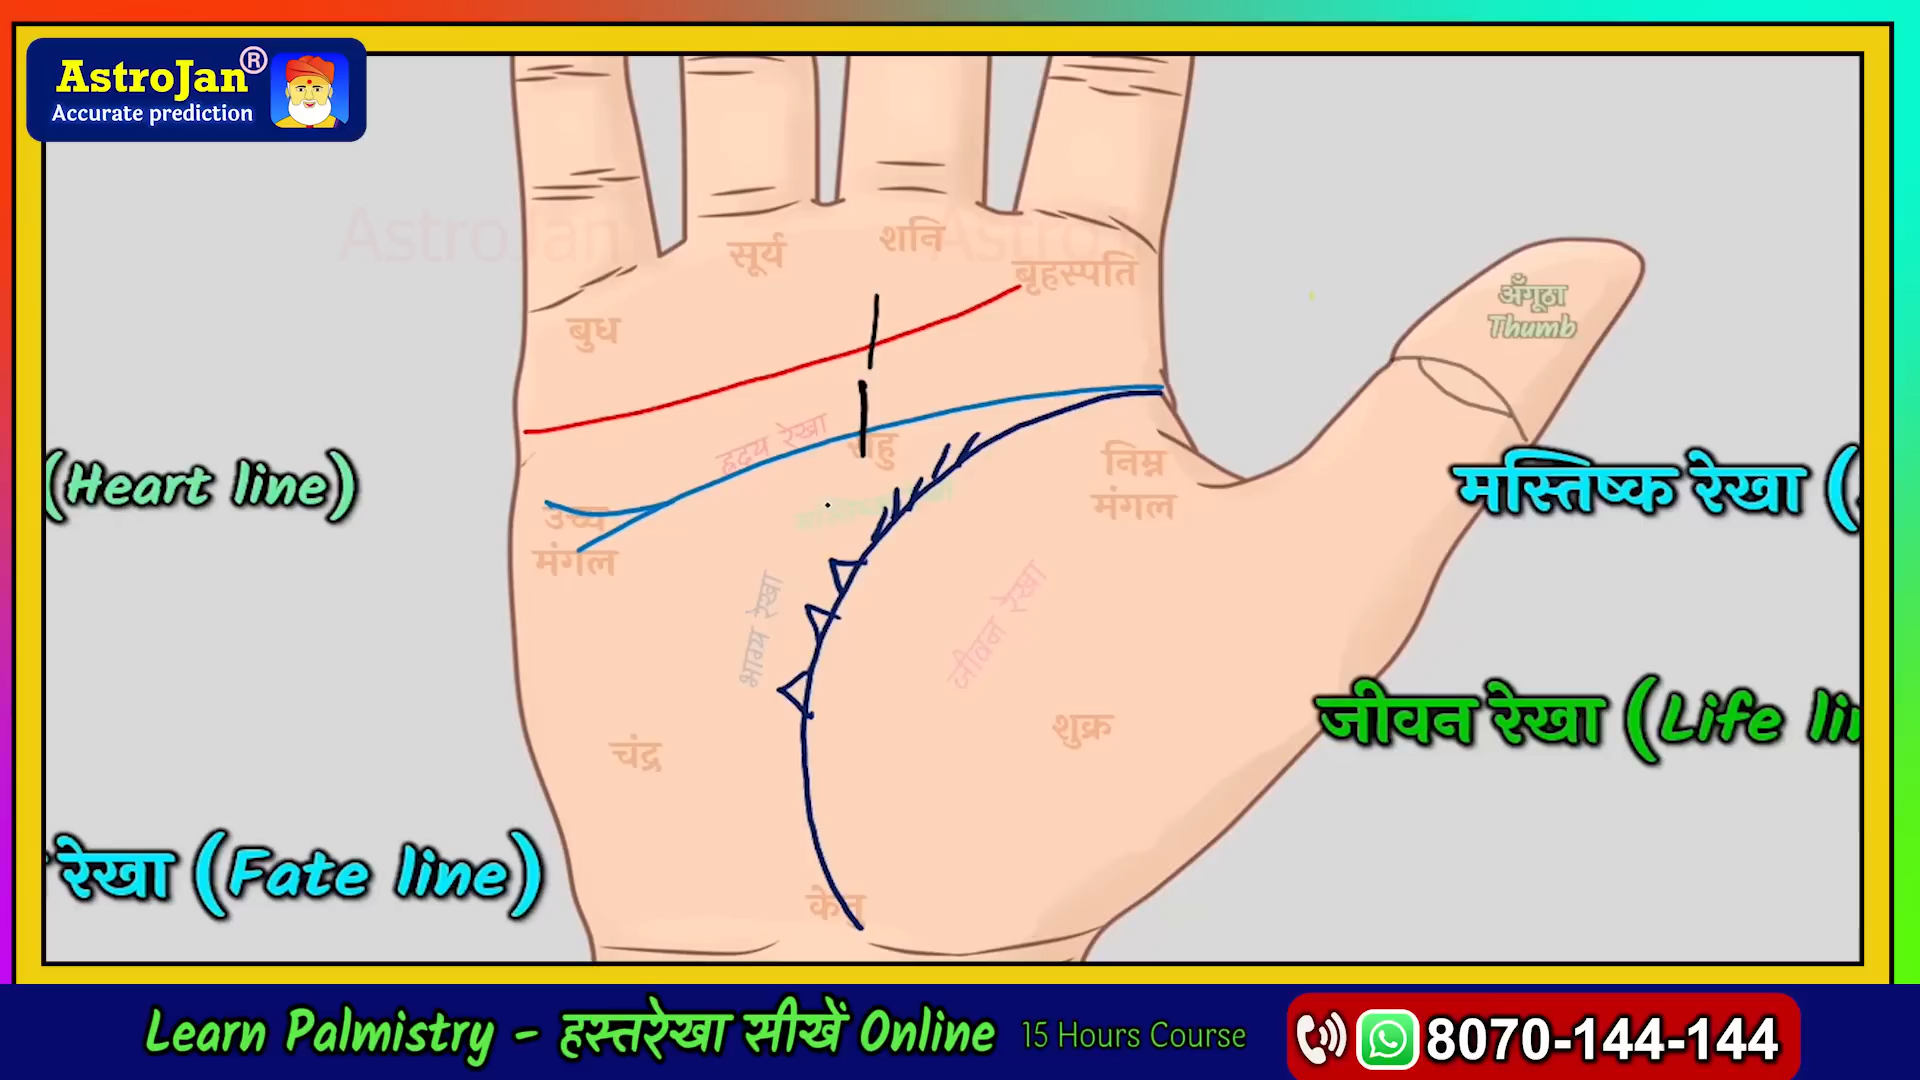 AstroJan®
Accurate prediction
AstroJan
सूर्य
शनि
बृहस्पति
अँगूठा
Thumb
बुध
हृदय रेखा
निम्न
मंगल
(Heart line)
मस्तिष्क रेखा (
उच्च
मंगल
भाग्य रेखा
जीवन रेखा
जीवन रेखा (Life li
चंद्र
शुक्र
रेखा (Fate line)
केतु
Learn Palmistry - हस्तरेखा सीखें Online 15 Hours Course
8070-144-144